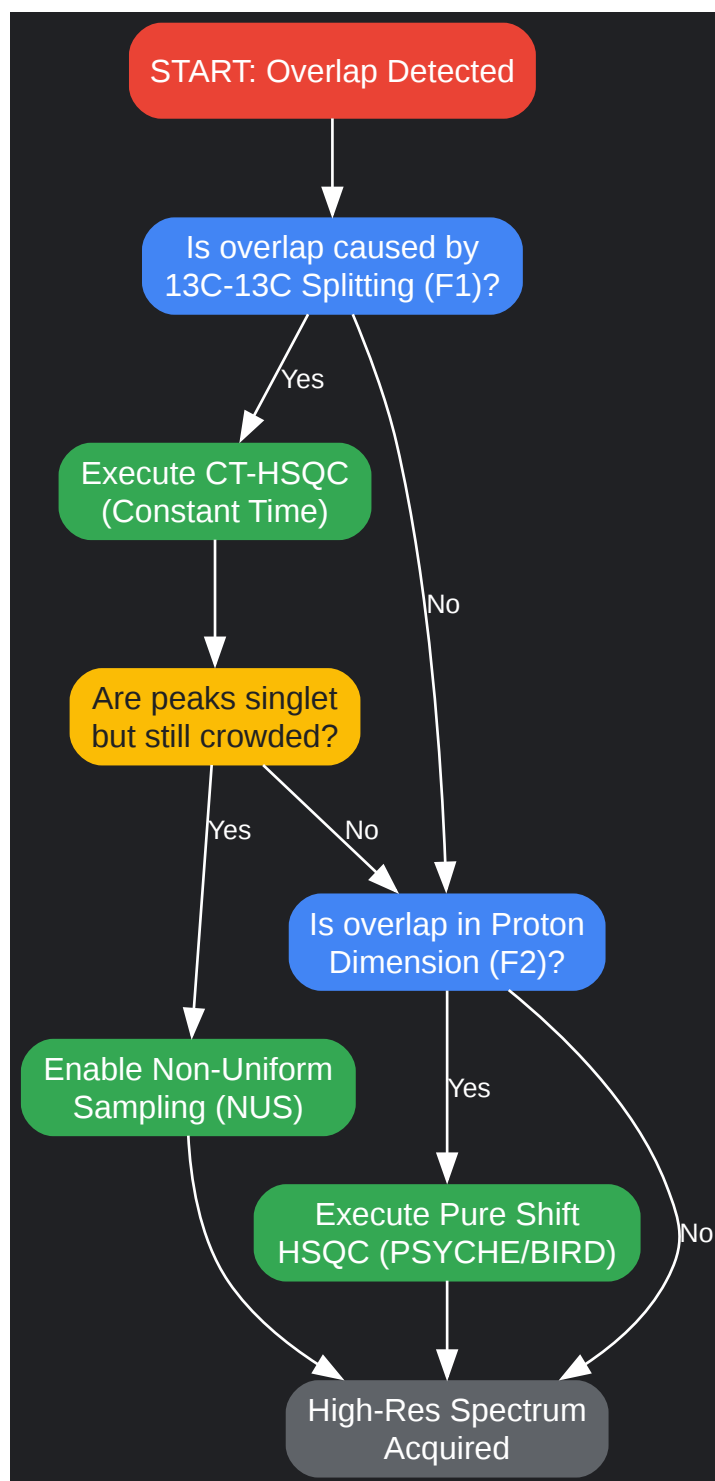 START: Overlap Detected
Is overlap caused by
13C-13C Splitting (F1)?
Yes
Execute CT-HSQC
(Constant Time)
No
Are peaks singlet
but still crowded?
Yes
No
Is overlap in Proton
Dimension (F2)?
Enable Non-Uniform
Sampling (NUS)
Yes
Execute Pure Shift
HSQC (PSYCHE/BIRD)
No
High-Res Spectrum
Acquired